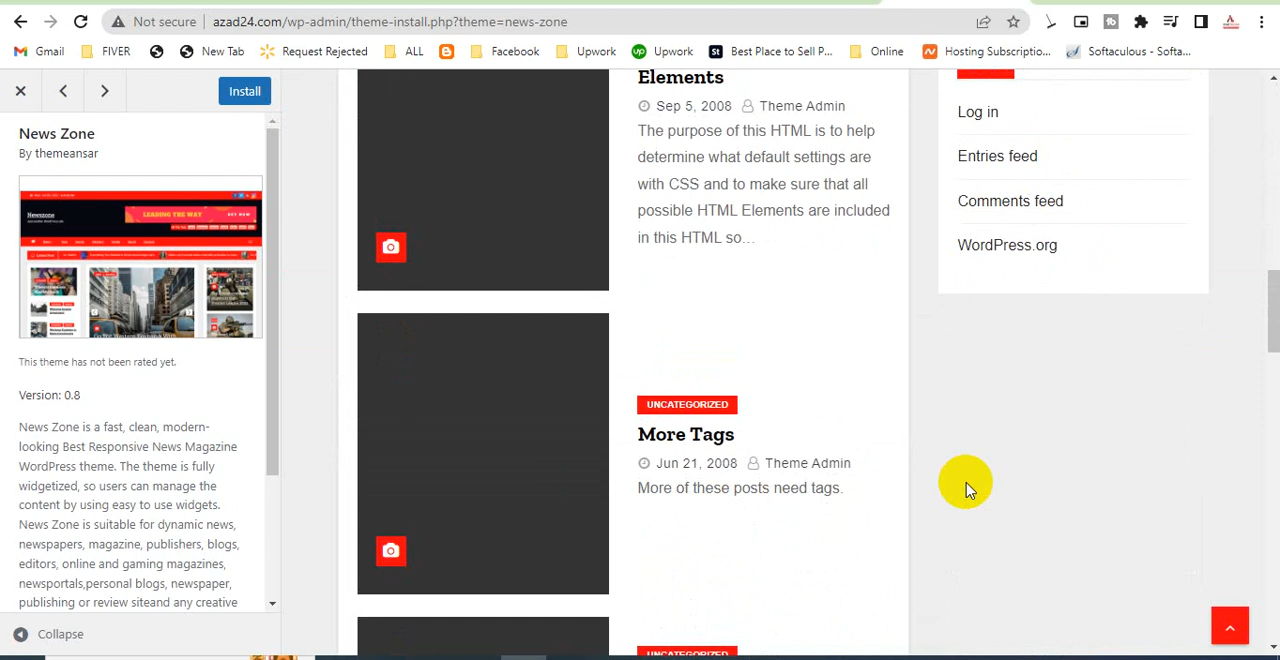 Not secure
azad24.com/wp-admin/theme-install.php?theme=news-zone
Gmail
FIVER
New Tab
Request Rejected
ALL
Facebook
Upwork
up
Upwork
St
Best Place to Sell P...
Online
Hosting Subscriptio...
Softaculous - Softa...
Install
News Zone
By themeansar
Newszone
LEADING THE WAY
This theme has not been rated yet.
Version: 0.8
News Zone is a fast, clean, modern-
looking Best Responsive News Magazine
WordPress theme. The theme is fully
widgetized, so users can manage the
content by using easy to use widgets.
News Zone is suitable for dynamic news,
newspapers, magazine, publishers, blogs,
editors, online and gaming magazines,
newsportals,personal blogs, newspaper,
publishing or review siteand any creative
Collapse
Elements
Sep 5, 2008 Theme Admin
The purpose of this HTML is to help
determine what default settings are
with CSS and to make sure that all
possible HTML Elements are included
in this HTML so...
UNCATEGORIZED
More Tags
Jun 21, 2008 Theme Admin
More of these posts need tags.
UNCATEGORIZED
Log in
Entries feed
Comments feed
WordPress.org